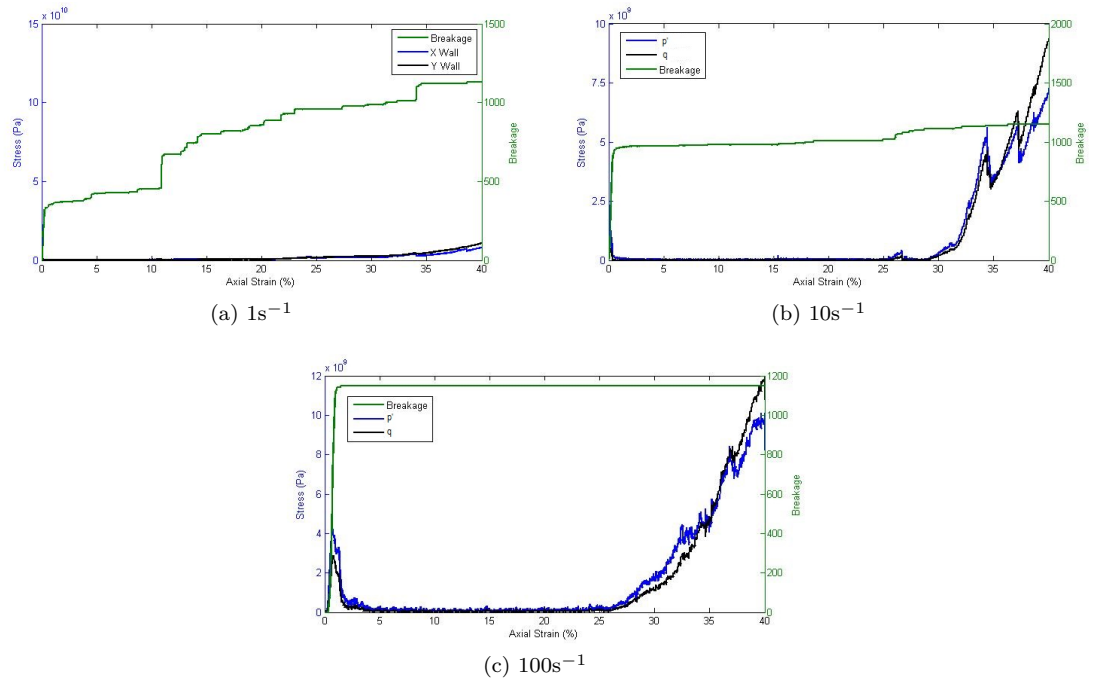 x 10^10
15
10
5
0
Stress (Pa)
Breakage
X Wall
Y Wall
1500
1000
500
0
Breakage
0 5 10 15 20 25 30 35 40
Axial Strain (%)
(a) 1s⁻¹
x 10^9
10
7.5
5
2.5
0
Stress (Pa)
p'
q
Breakage
2000
1500
1000
500
0
Breakage
0 5 10 15 20 25 30 35 40
Axial Strain (%)
(b) 10s⁻¹
x 10^9
12
10
8
6
4
2
0
Stress (Pa)
Breakage
p'
q
1200
1000
800
600
400
200
0
Breakage
0 5 10 15 20 25 30 35 40
Axial Strain (%)
(c) 100s⁻¹